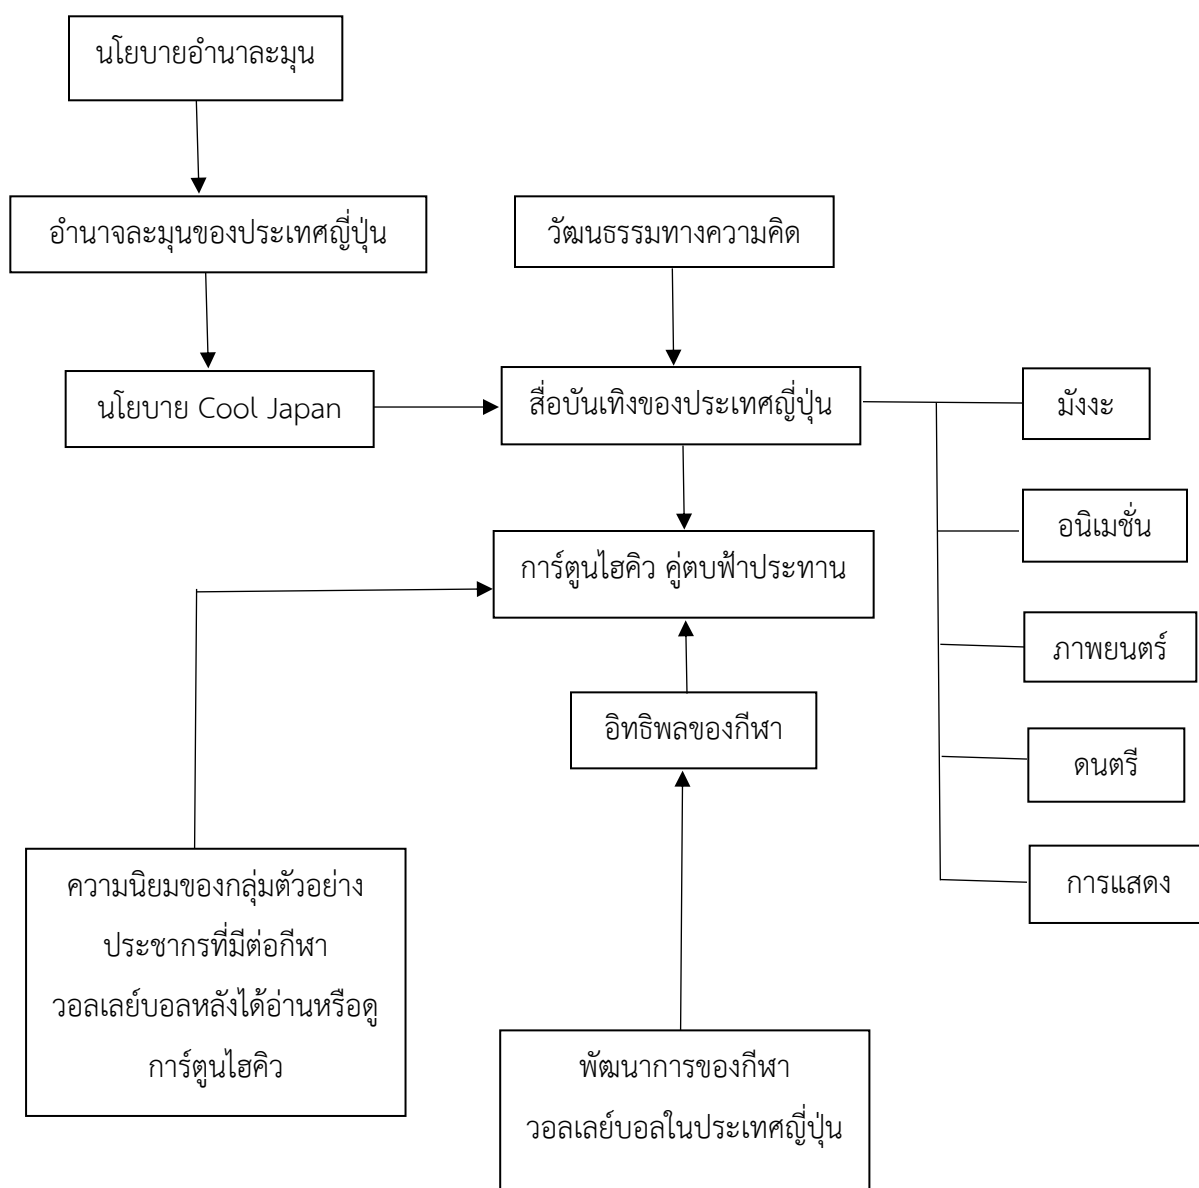 นโยบายอำนาละมุน
อำนาจละมุนของประเทศญี่ปุ่น
วัฒนธรรมทางความคิด
นโยบาย Cool Japan
สื่อบันเทิงของประเทศญี่ปุ่น
มังงะ
อนิเมชั่น
การ์ตูนไฮคิว คู่ตบฟ้าประทาน
ภาพยนตร์
อิทธิพลของกีฬา
ดนตรี
การแสดง
ความนิยมของกลุ่มตัวอย่าง
ประชากรที่มีต่อกีฬา
วอลเลย์บอลหลังได้อ่านหรือดู
การ์ตูนไฮคิว
พัฒนาการของกีฬา
วอลเลย์บอลในประเทศญี่ปุ่น